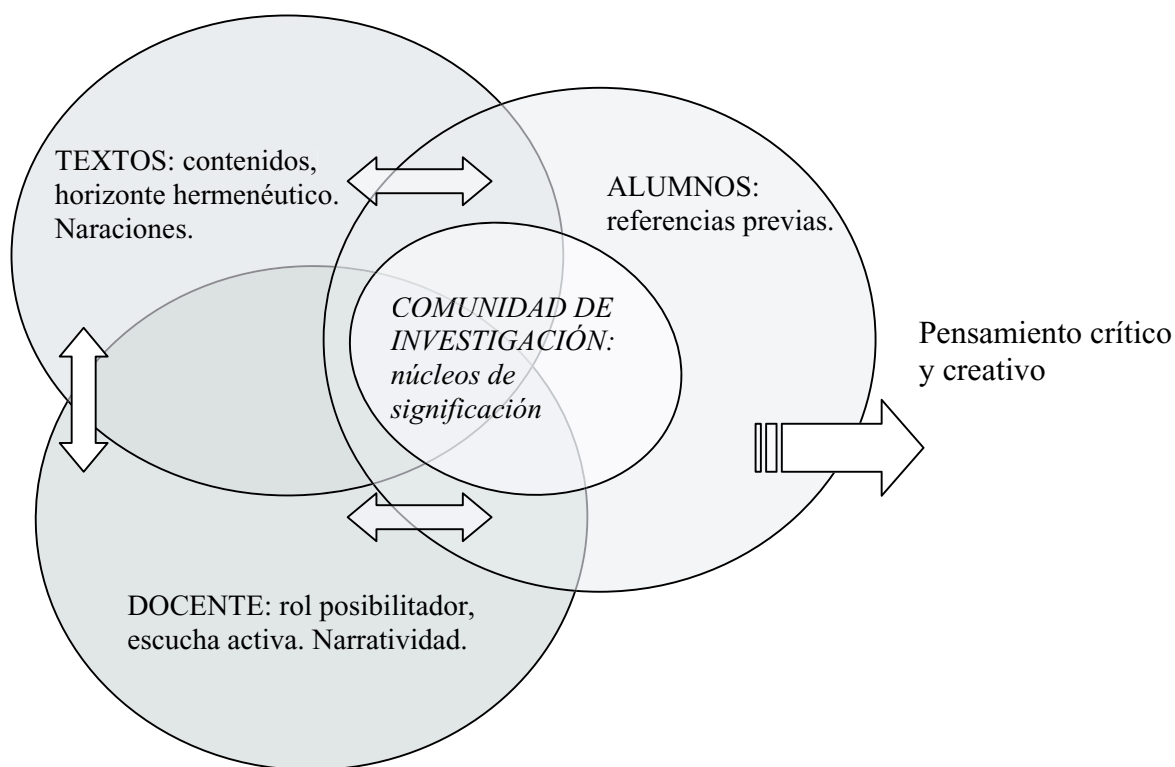 TEXTOS: contenidos,
horizonte hermenéutico.
Naraciones.
ALUMNOS:
referencias previas.
COMUNIDAD DE
INVESTIGACIÓN:
núcleos de
significación
Pensamiento crítico
y creativo
DOCENTE: rol posibilitador,
escucha activa. Narratividad.